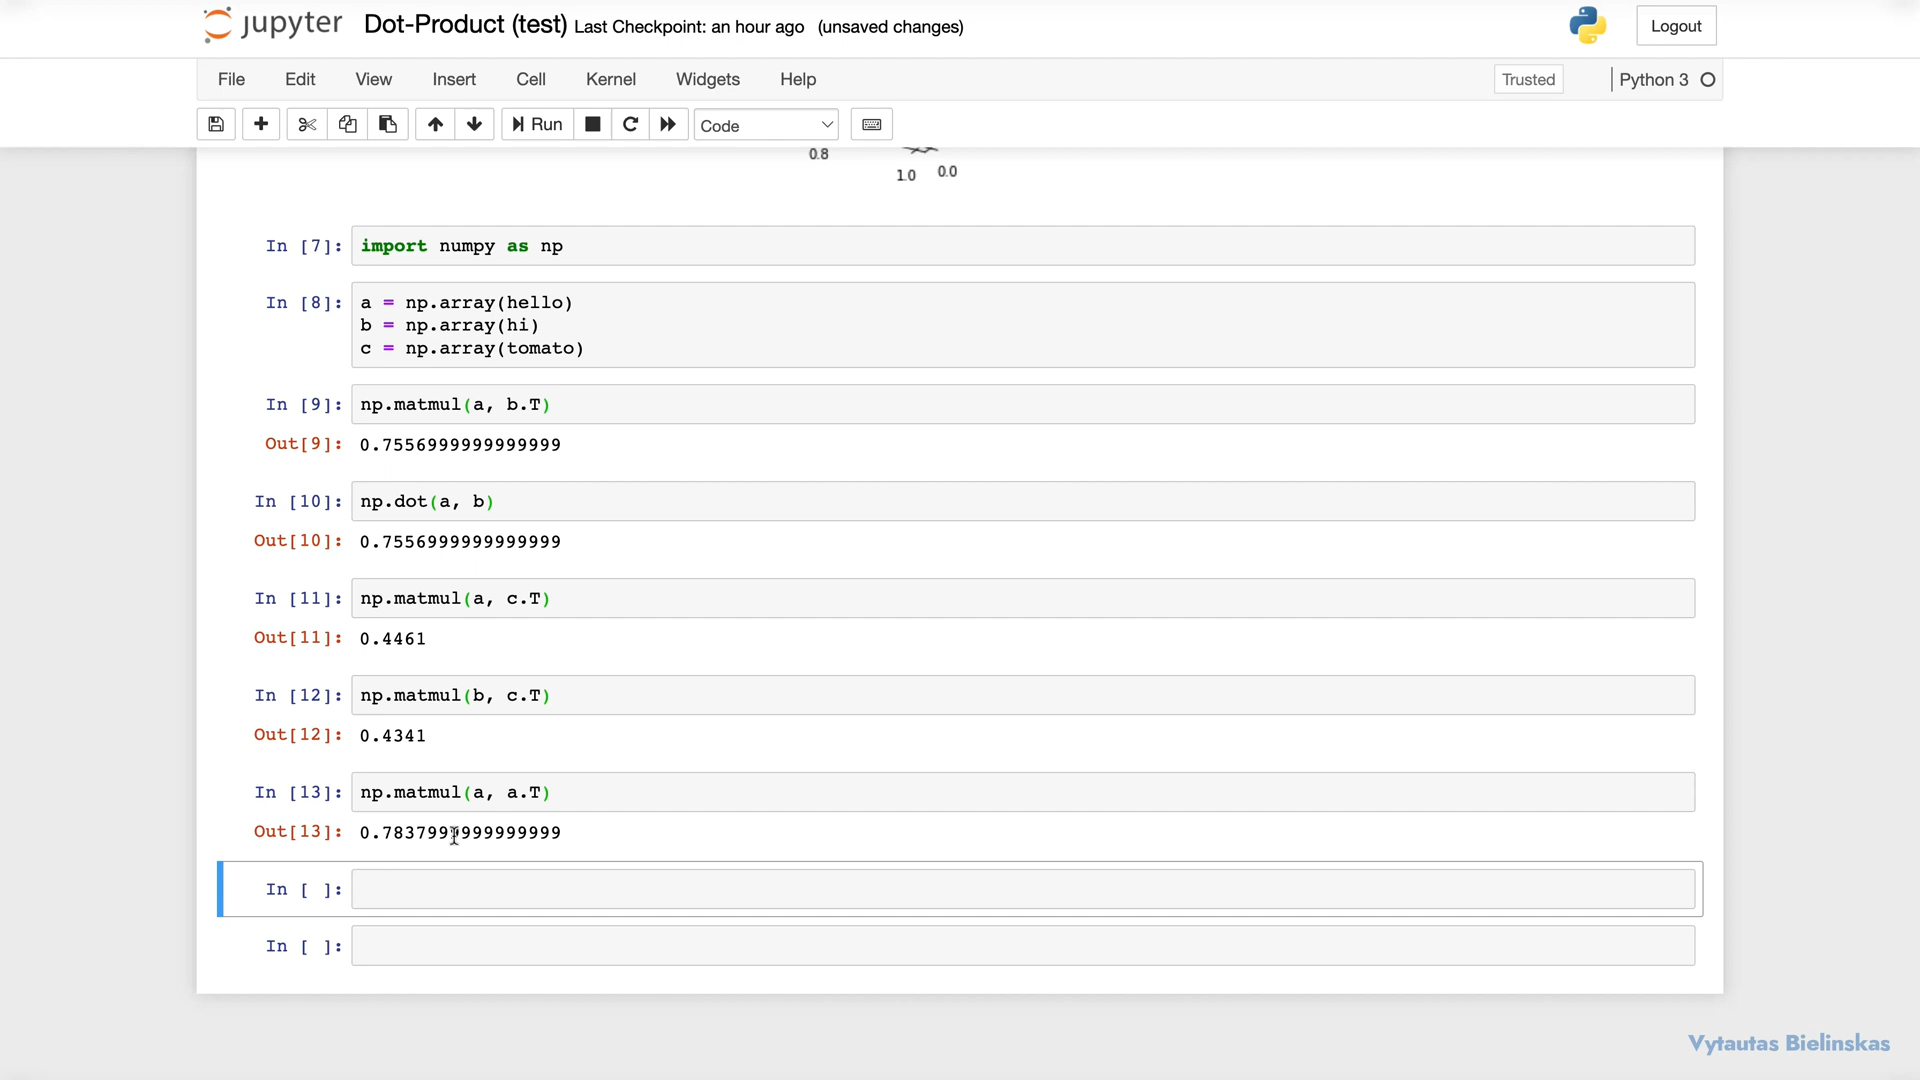 jupyter Dot-Product (test) Last Checkpoint: an hour ago (unsaved changes) Logout
File Edit View Insert Cell Kernel Widgets Help Trusted Python 3
Run Code
0.8
1.0 0.0
In [7]: import numpy as np
In [8]: a = np.array(hello)
b = np.array(hi)
c = np.array(tomato)
In [9]: np.matmul(a, b.T)
Out[9]: 0.7556999999999999
In [10]: np.dot(a, b)
Out[10]: 0.7556999999999999
In [11]: np.matmul(a, c.T)
Out[11]: 0.4461
In [12]: np.matmul(b, c.T)
Out[12]: 0.4341
In [13]: np.matmul(a, a.T)
Out[13]: 0.7837999999999999
In [ ]:
In [ ]:
Vytautas Bielinskas